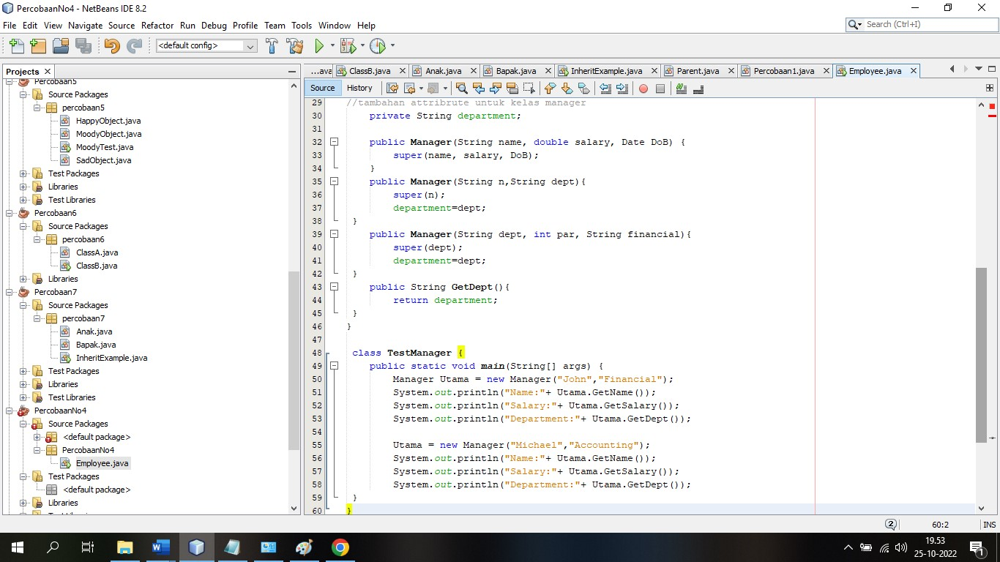 PercobaanNo4 - NetBeans IDE 8.2
File Edit View Navigate Source Refactor Run Debug Profile Team Tools Window Help
Search (Ctrl+I)
<default config>
Projects
Percobaan5
Source Packages
percobaan5
HappyObject.java
MoodyObject.java
MoodyTest.java
SadObject.java
Test Packages
Libraries
Test Libraries
Percobaan6
Source Packages
percobaan6
ClassA.java
ClassB.java
Libraries
Percobaan7
Source Packages
percobaan7
Anak.java
Bapak.java
InheritExample.java
Test Packages
Libraries
Test Libraries
PercobaanNo4
Source Packages
<default package>
PercobaanNo4
Employee.java
Test Packages
<default package>
Libraries
...ava ClassB.java Anak.java Bapak.java InheritExample.java Parent.java Percobaan1.java Employee.java
Source History
29 //tambahan attribrute untuk kelas manager
30 private String department;
31
32 public Manager(String name, double salary, Date DoB) {
33 super(name, salary, DoB);
34 }
35 public Manager(String n,String dept){
36 super(n);
37 department=dept;
38 }
39 public Manager(String dept, int par, String financial){
40 super(dept);
41 department=dept;
42 }
43 public String GetDept(){
44 return department;
45 }
46 }
47
48 class TestManager {
49 public static void main(String[] args) {
50 Manager Utama = new Manager("John","Financial");
51 System.out.println("Name:"+ Utama.GetName());
52 System.out.println("Salary:"+ Utama.GetSalary());
53 System.out.println("Department:"+ Utama.GetDept());
54
55 Utama = new Manager("Michael","Accounting");
56 System.out.println("Name:"+ Utama.GetName());
57 System.out.println("Salary:"+ Utama.GetSalary());
58 System.out.println("Department:"+ Utama.GetDept());
59 }
60 }
2 60:2 INS
19.53
25-10-2022
1